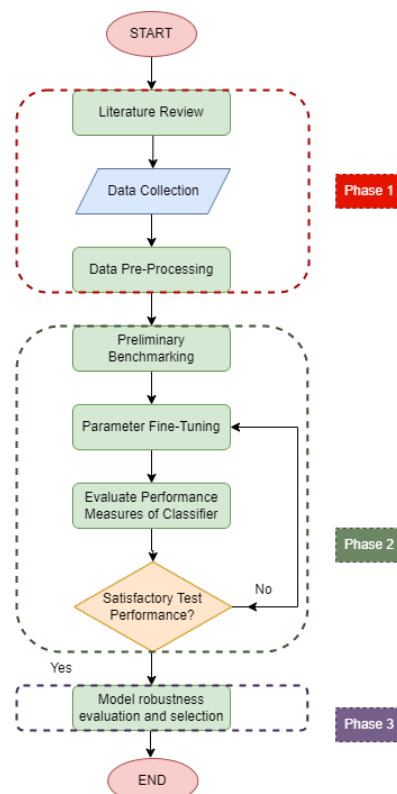 START
Literature Review
Data Collection
Phase 1
Data Pre-Processing
Preliminary
Benchmarking
Parameter Fine-Tuning
Evaluate Performance
Measures of Classifier
Phase 2
Satisfactory Test
Performance?
No
Yes
Model robustness
evaluation and selection
Phase 3
END